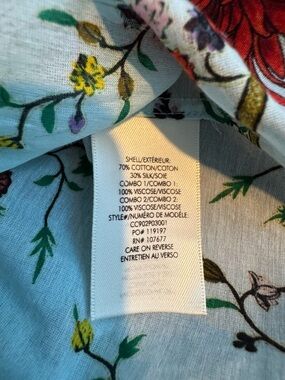 SHELL/EXTÉRIEUR:
70% COTTON/COTON
30% SILK/SOIE
COMBO 1/COMBO 1:
100% VISCOSE/VISCOSE
COMBO 2/COMBO 2:
100% VISCOSE/VISCOSE
STYLE#/NUMÉRO DE MODÈLE:
CC902P03001
PO# 119197
RN# 107677
CARE ON REVERSE
ENTRETIEN AU VERSO